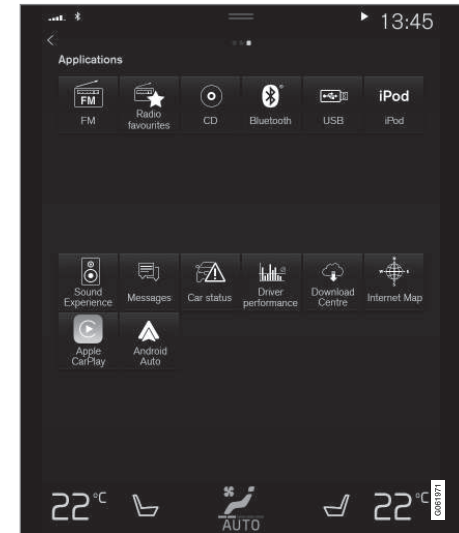 13:45
Applications
FM
iPod
FM
Radio
favourites
CD
Bluetooth
USB
iPod
Sound
Experience
Messages
Car status
Driver
performance
Download
Centre
Internet Map
Apple
CarPlay
Android
Auto
22°C
AUTO
22°C
G061971